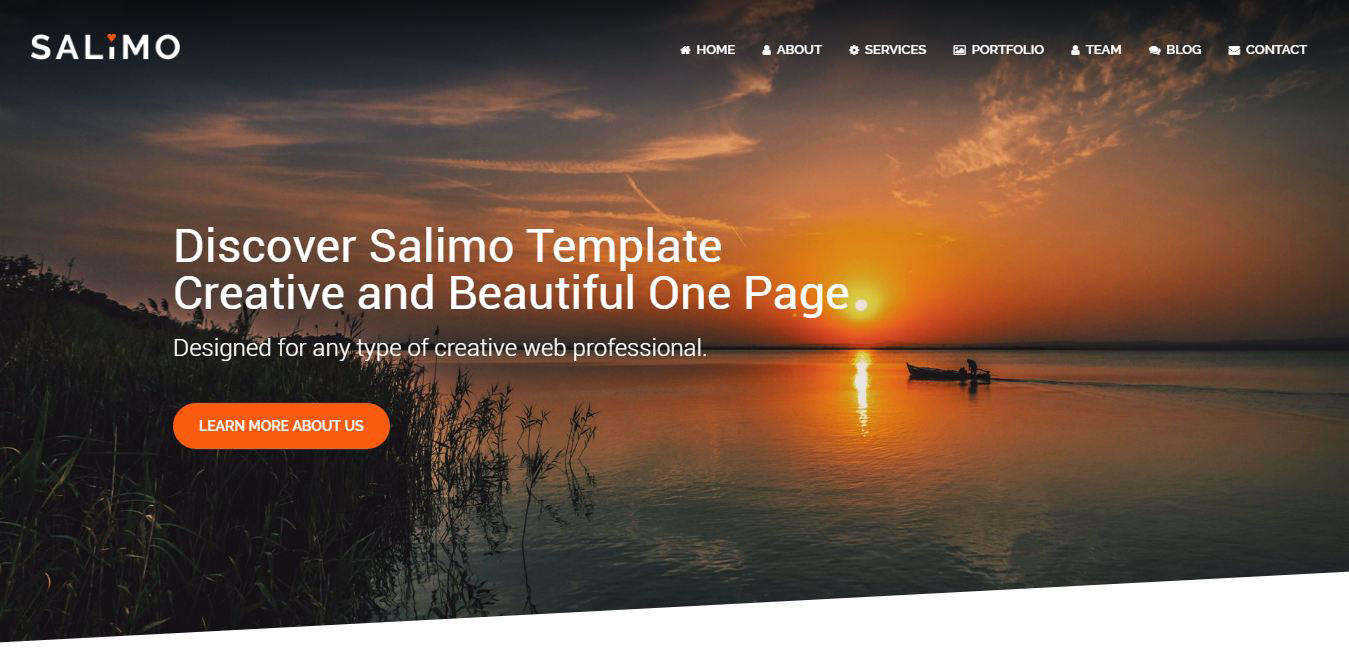 SALiMO
HOME ABOUT SERVICES PORTFOLIO TEAM BLOG CONTACT
Discover Salimo Template
Creative and Beautiful One Page.
Designed for any type of creative web professional.
LEARN MORE ABOUT US